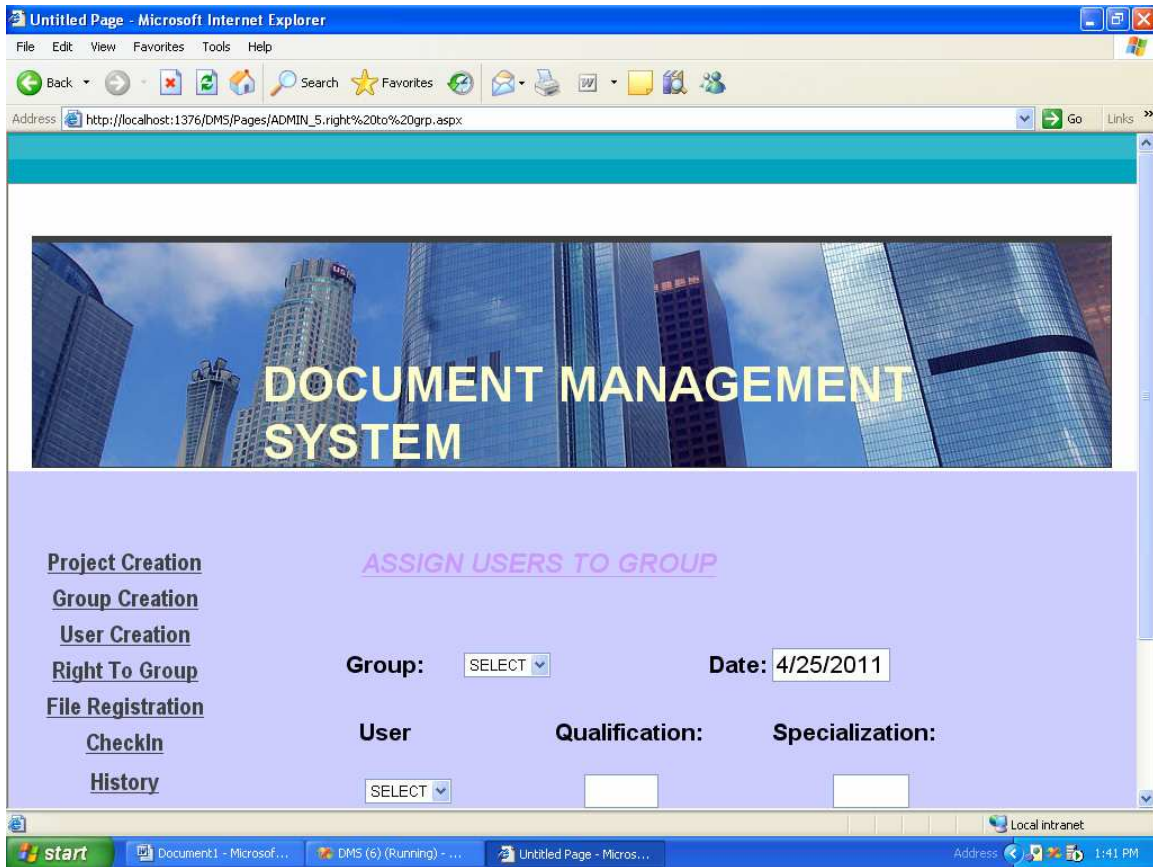 Untitled Page - Microsoft Internet Explorer
File Edit View Favorites Tools Help
Back Search Favorites
Address http://localhost:1376/DMS/Pages/ADMIN_5.right%20to%20grp.aspx Go Links »
DOCUMENT MANAGEMENT
SYSTEM
Project Creation
Group Creation
User Creation
Right To Group
File Registration
CheckIn
History
ASSIGN USERS TO GROUP
Group: SELECT Date: 4/25/2011
User Qualification: Specialization:
SELECT
Local intranet
start Document1 - Microsof... DMS (6) (Running) - ... Untitled Page - Micros... Address 1:41 PM